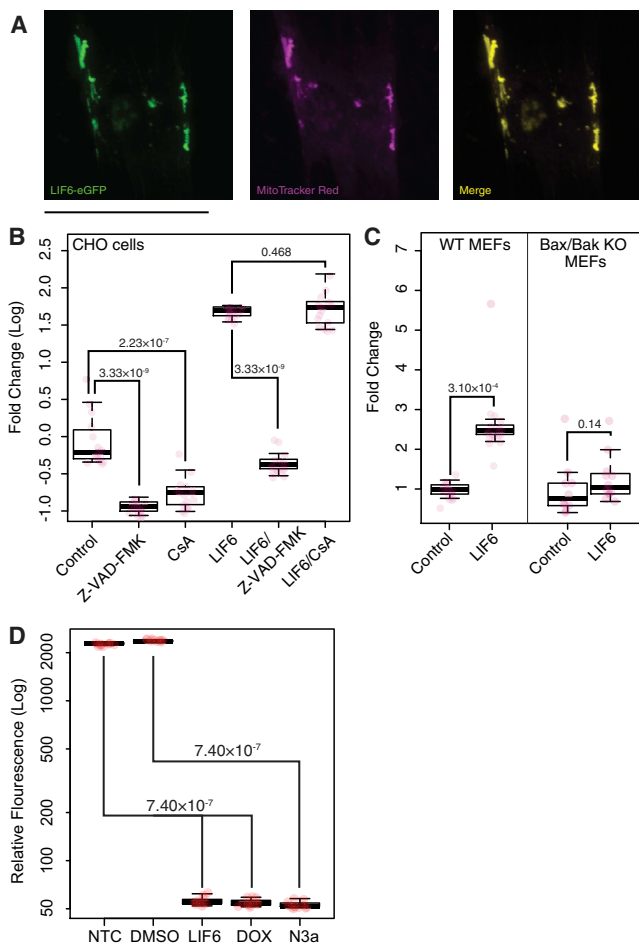 A
LIF6-eGFP
MitoTracker Red
Merge
B
CHO cells
Fold Change (Log)
2.5
2.0
1.5
1.0
0.5
0.0
-0.5
-1.0
0.468
2.23×10-7
3.33×10-9
3.33×10-9
Control
Z-VAD-FMK
CsA
LIF6
LIF6/
Z-VAD-FMK
LIF6/CsA
C
WT MEFs
Bax/Bak KO
MEFs
Fold Change
7
6
5
4
3
2
1
3.10×10-4
0.14
Control
LIF6
Control
LIF6
D
Relative Flourescence (Log)
2000
1000
500
200
100
50
7.40×10-7
7.40×10-7
NTC
DMSO
LIF6
DOX
N3a